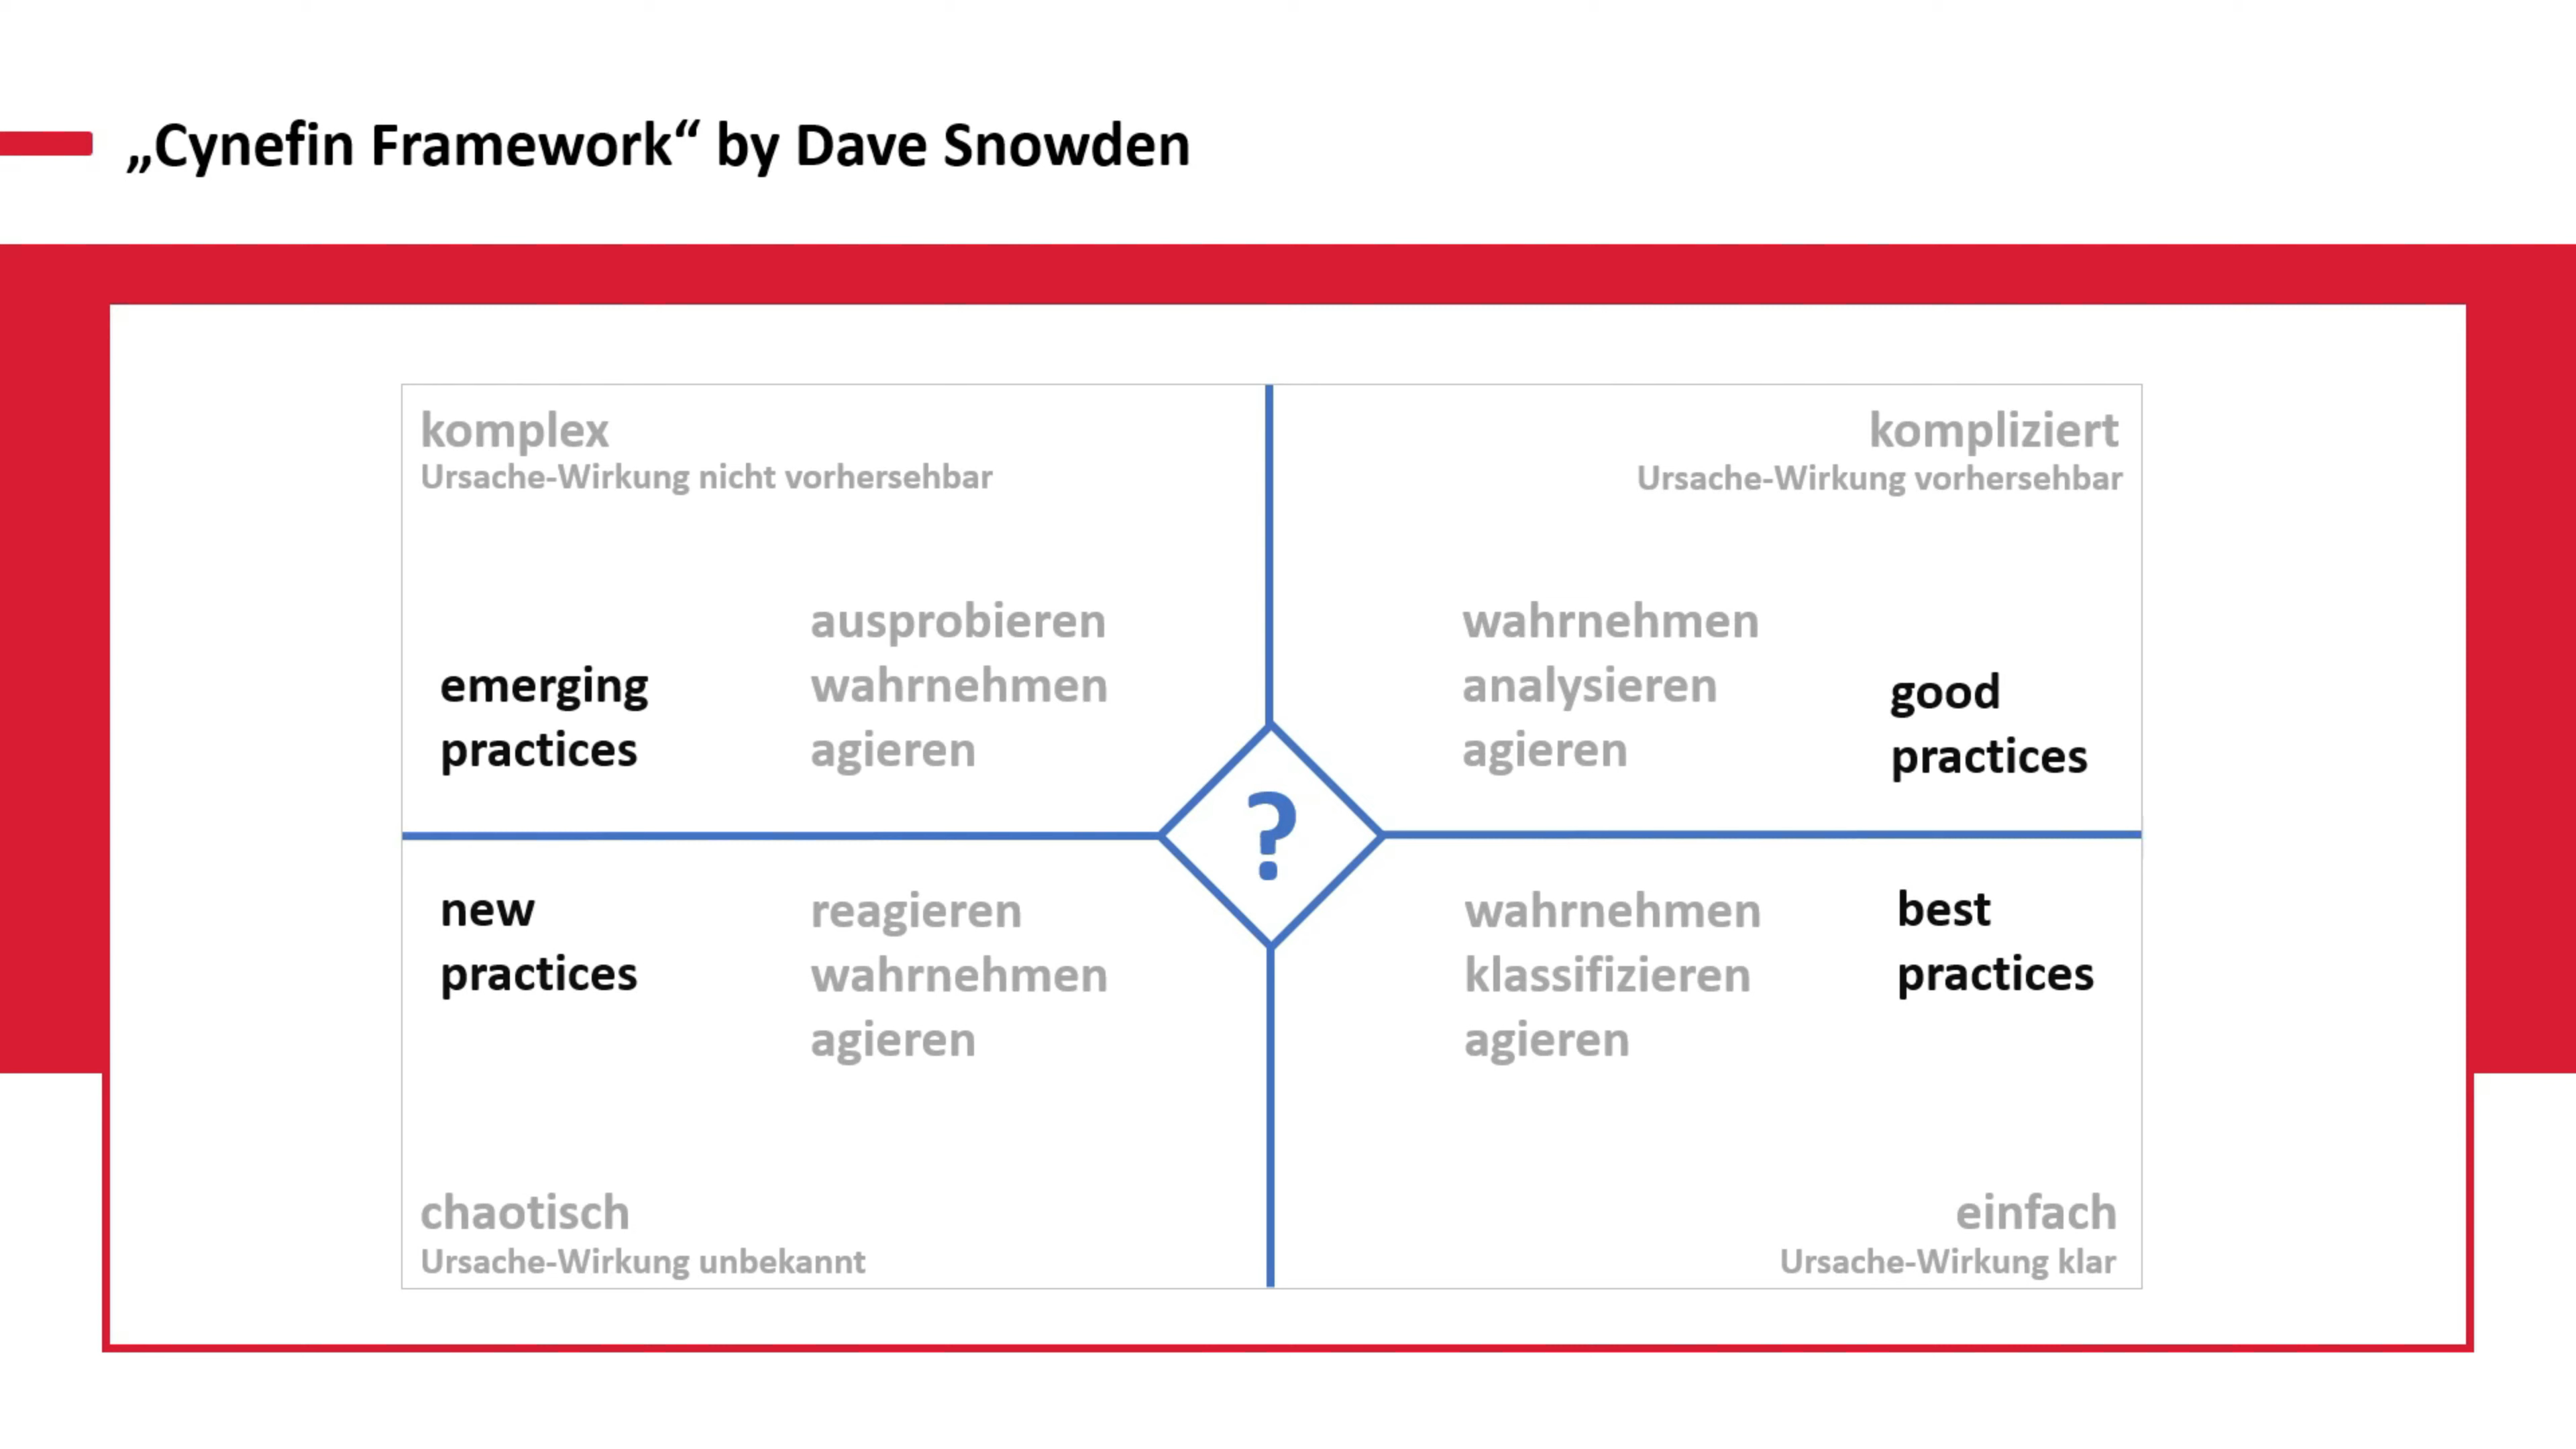 „Cynefin Framework“ by Dave Snowden
komplex
Ursache-Wirkung nicht vorhersehbar
emerging
practices
ausprobieren
wahrnehmen
agieren
kompliziert
Ursache-Wirkung vorhersehbar
wahrnehmen
analysieren
agieren
good
practices
?
new
practices
reagieren
wahrnehmen
agieren
chaotisch
Ursache-Wirkung unbekannt
wahrnehmen
klassifizieren
agieren
best
practices
einfach
Ursache-Wirkung klar